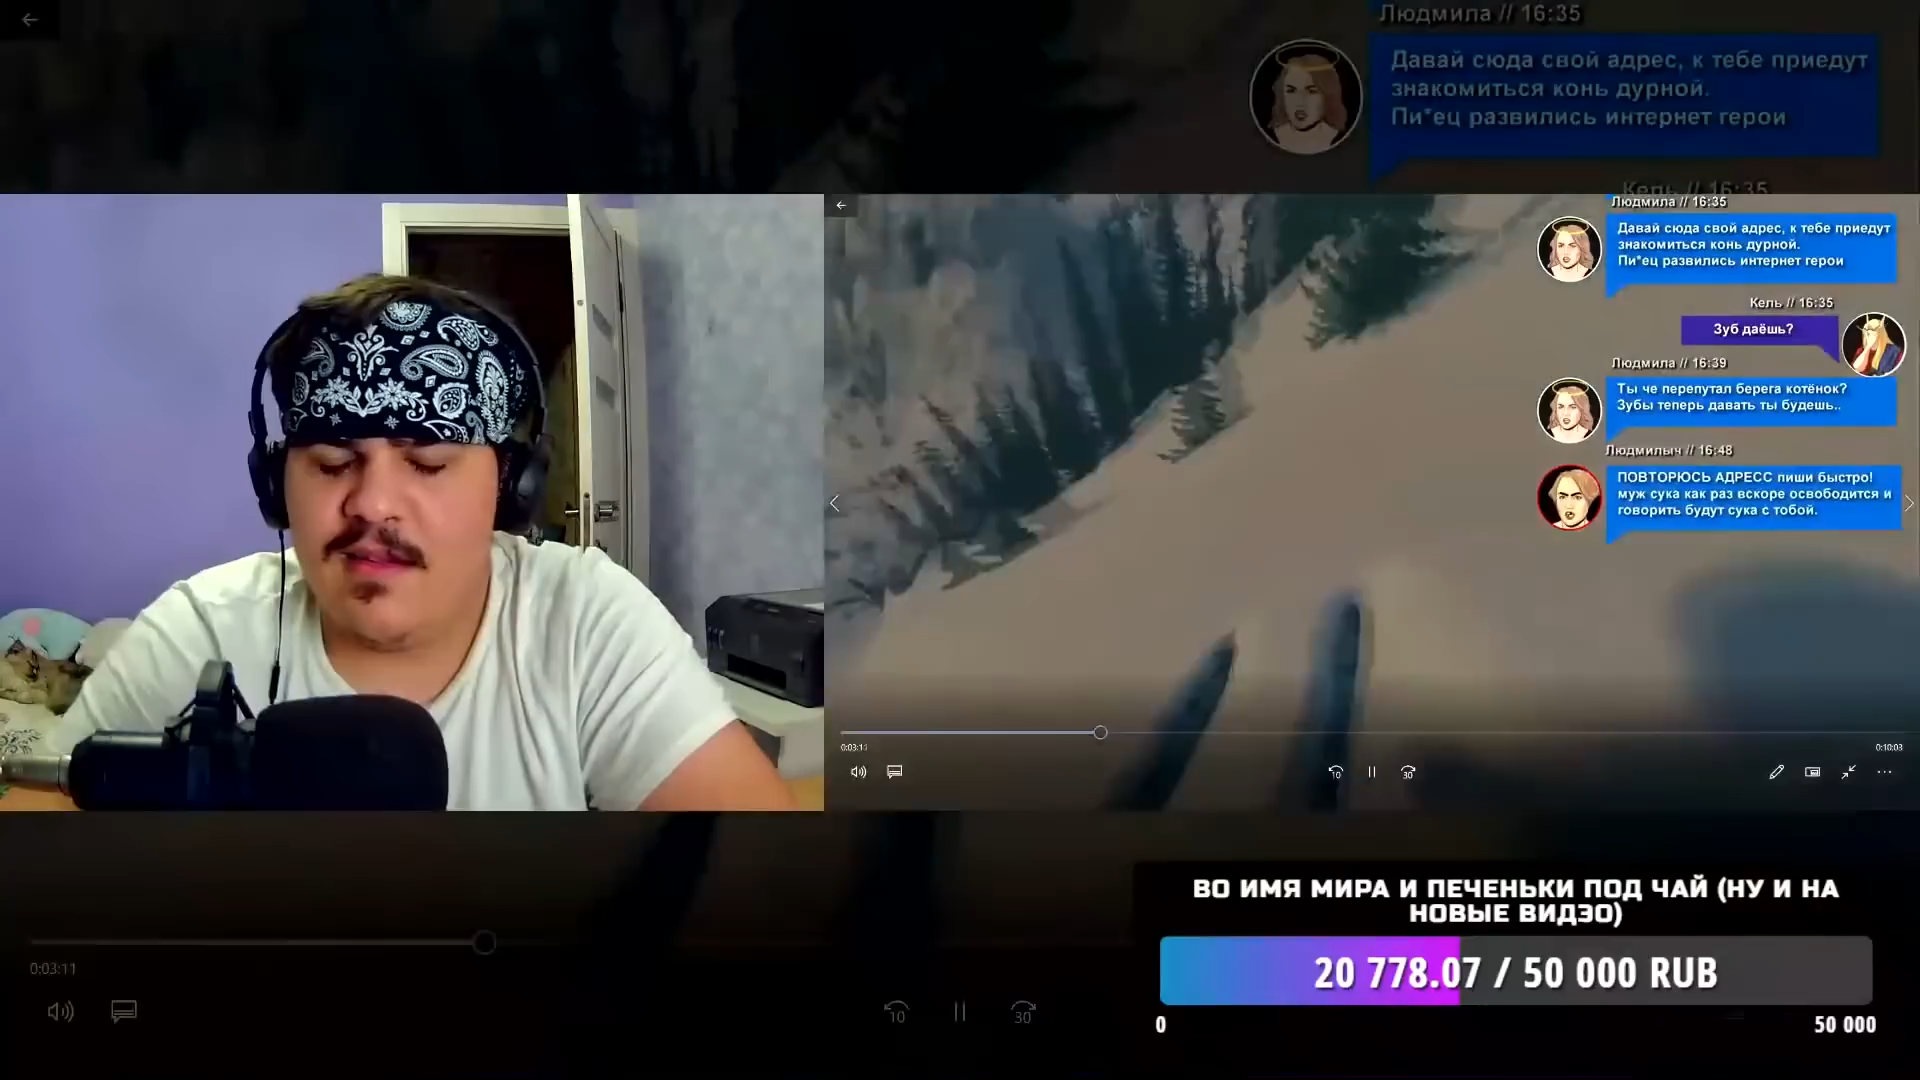 Людмила // 16:35
Давай сюда свой адрес, к тебе приедут
знакомиться конь дурной.
Пи*ец развились интернет герои
Кель // 16:35
Людмила // 16:35
Давай сюда свой адрес, к тебе приедут
знакомиться конь дурной.
Пи*ец развились интернет герои
Кель // 16:35
Зуб даёшь?
Людмила // 16:39
Ты че перепутал берега котёнок?
Зубы теперь давать ты будешь..
Людмилыч // 16:48
ПОВТОРЮСЬ АДРЕСС пиши быстро!
муж сука как раз вскоре освободится и
говорить будут сука с тобой.
0:03:11
0:10:03
10
30
ВО ИМЯ МИРА И ПЕЧЕНЬКИ ПОД ЧАЙ (НУ И НА
НОВЫЕ ВИДЭО)
20 778.07 / 50 000 RUB
0
50 000
0:03:11
10
30